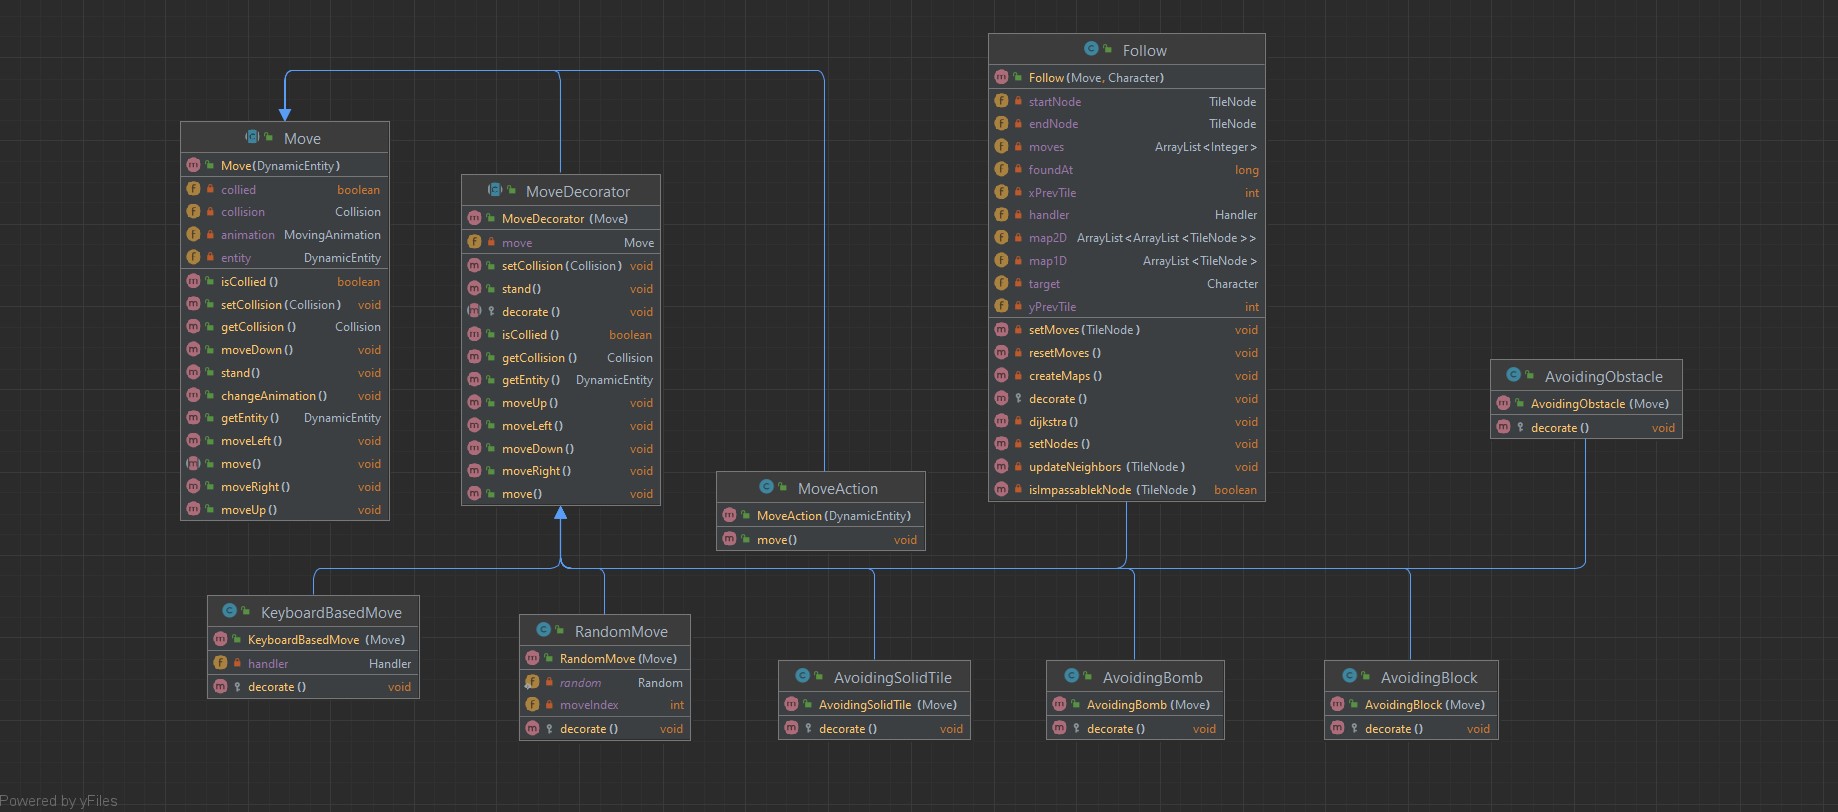 Move
Move(DynamicEntity)
collied boolean
collision Collision
animation MovingAnimation
entity DynamicEntity
isCollied () boolean
setCollision (Collision) void
getCollision () Collision
moveDown () void
stand() void
changeAnimation () void
getEntity () DynamicEntity
moveLeft () void
move() void
moveRight () void
moveUp () void
MoveDecorator
MoveDecorator (Move)
move Move
setCollision (Collision) void
stand() void
decorate () void
isCollied () boolean
getCollision () Collision
getEntity () DynamicEntity
moveUp () void
moveLeft () void
moveDown () void
moveRight () void
move() void
MoveAction
MoveAction (DynamicEntity)
move() void
Follow
Follow (Move, Character)
startNode TileNode
endNode TileNode
moves ArrayList <Integer >
foundAt long
xPrevTile int
handler Handler
map2D ArrayList <ArrayList <TileNode >>
map1D ArrayList <TileNode >
target Character
yPrevTile int
setMoves (TileNode ) void
resetMoves () void
createMaps () void
decorate () void
dijkstra () void
setNodes () void
updateNeighbors (TileNode ) void
isImpassablekNode (TileNode ) boolean
AvoidingObstacle
AvoidingObstacle (Move)
decorate () void
KeyboardBasedMove
KeyboardBasedMove (Move)
handler Handler
decorate () void
RandomMove
RandomMove (Move)
random Random
moveIndex int
decorate () void
AvoidingSolidTile
AvoidingSolidTile (Move)
decorate () void
AvoidingBomb
AvoidingBomb (Move)
decorate () void
AvoidingBlock
AvoidingBlock (Move)
decorate () void
Powered by yFiles